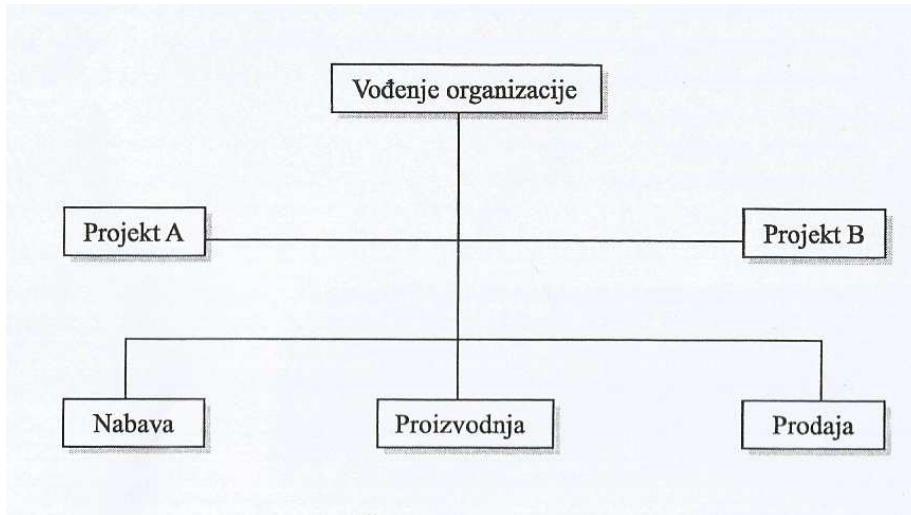 Vođenje organizacije
Projekt A
Projekt B
Nabava
Proizvodnja
Prodaja